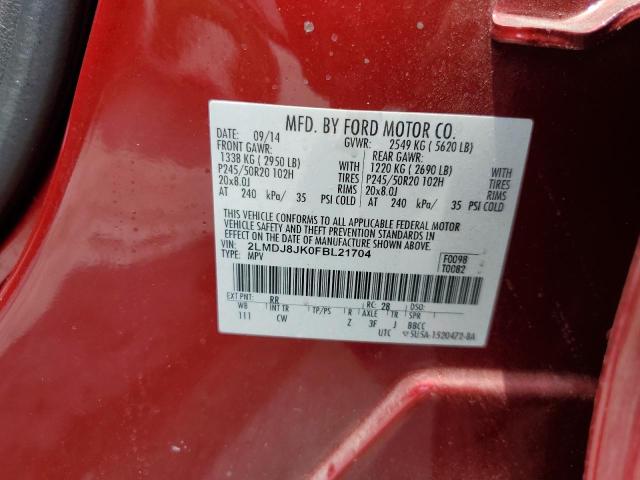 MFD. BY FORD MOTOR CO.
DATE: 09/14 GVWR: 2549 KG ( 5620 LB)
FRONT GAWR: REAR GAWR:
1338 KG ( 2950 LB) WITH 1220 KG ( 2690 LB) WITH
P245/50R20 102H TIRES P245/50R20 102H TIRES
20x8.0J RIMS 20x8.0J RIMS
AT 240 kPa/ 35 PSI COLD AT 240 kPa/ 35 PSI COLD
THIS VEHICLE CONFORMS TO ALL APPLICABLE FEDERAL MOTOR
VEHICLE SAFETY AND THEFT PREVENTION STANDARDS IN
EFFECT ON THE DATE OF MANUFACTURE SHOWN ABOVE.
VIN: 2LMDJ8JK0FBL21704 F0098
TYPE: MPV T0082
EXT PNT: RR RC: 28 DSO:
WB INT TR TP/PS R AXLE TR SPR
111 CW Z 3F J BBCC
UTC 5U5A-1520472-BA